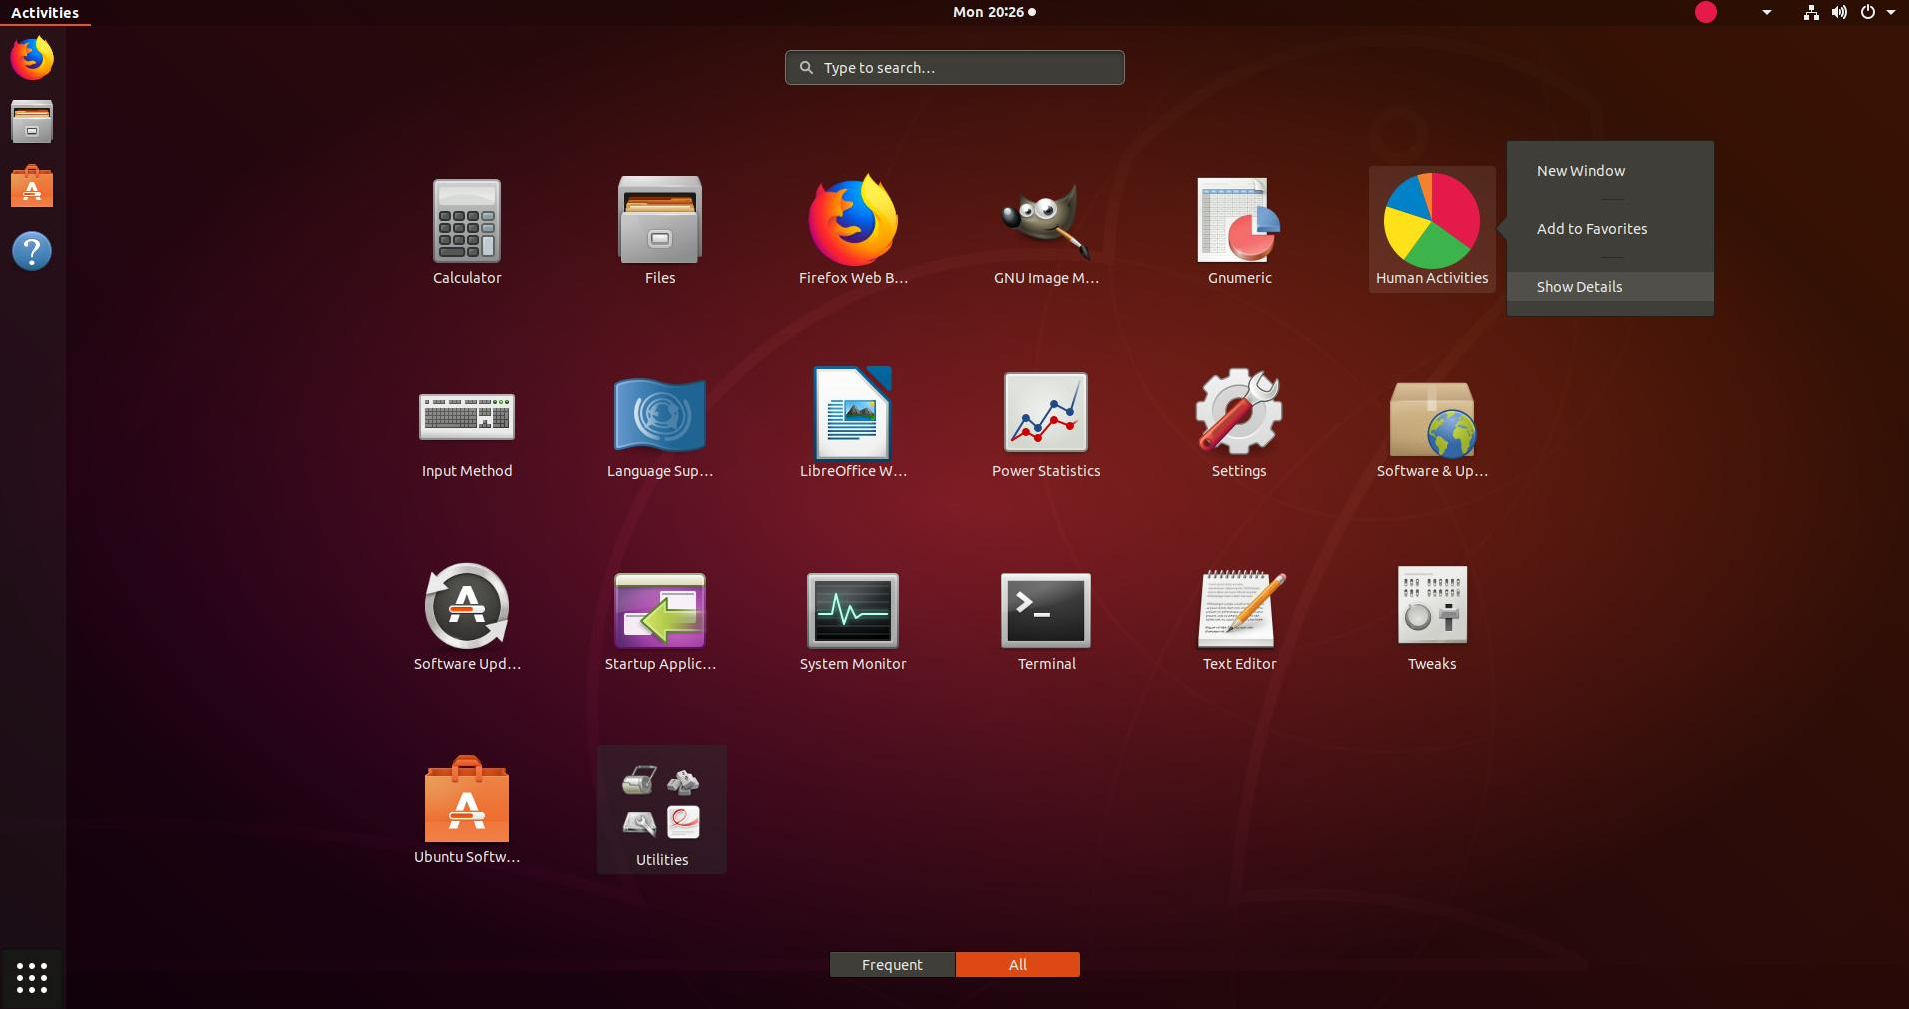 Activities
Mon 20:26
Type to search…
New Window
Add to Favorites
Show Details
Calculator
Files
Firefox Web B…
GNU Image M…
Gnumeric
Human Activities
Input Method
Language Sup…
LibreOffice W…
Power Statistics
Settings
Software & Up…
Software Upd…
Startup Applic…
System Monitor
Terminal
Text Editor
Tweaks
Ubuntu Softw…
Utilities
Frequent
All